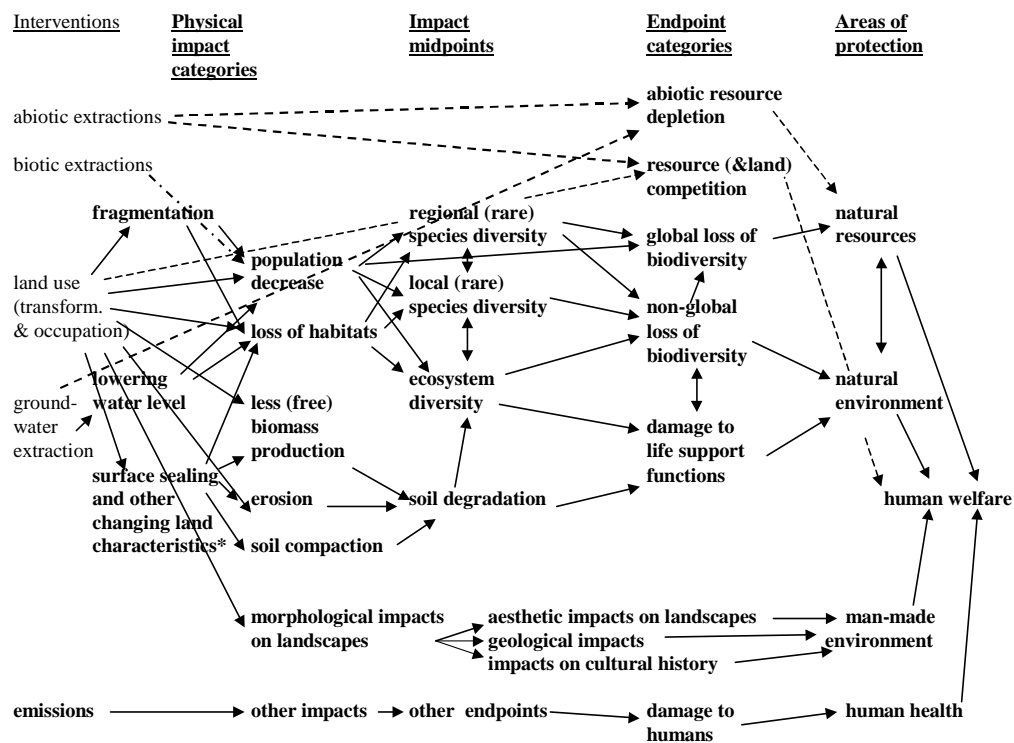 Interventions
Physical
impact
categories
Impact
midpoints
Endpoint
categories
Areas of
protection
abiotic extractions
abiotic resource
depletion
biotic extractions
resource (&land)
competition
fragmentation
regional (rare)
species diversity
natural
resources
population
decrease
global loss of
biodiversity
land use
(transform.
& occupation)
local (rare)
species diversity
non-global
loss of
biodiversity
loss of habitats
lowering
water level
ecosystem
diversity
natural
environment
ground-
water
extraction
less (free)
biomass
production
damage to
life support
functions
surface sealing
and other
changing land
characteristics*
erosion
soil degradation
human welfare
soil compaction
morphological impacts
on landscapes
aesthetic impacts on landscapes
geological impacts
impacts on cultural history
man-made
environment
emissions
other impacts
other endpoints
damage to
humans
human health